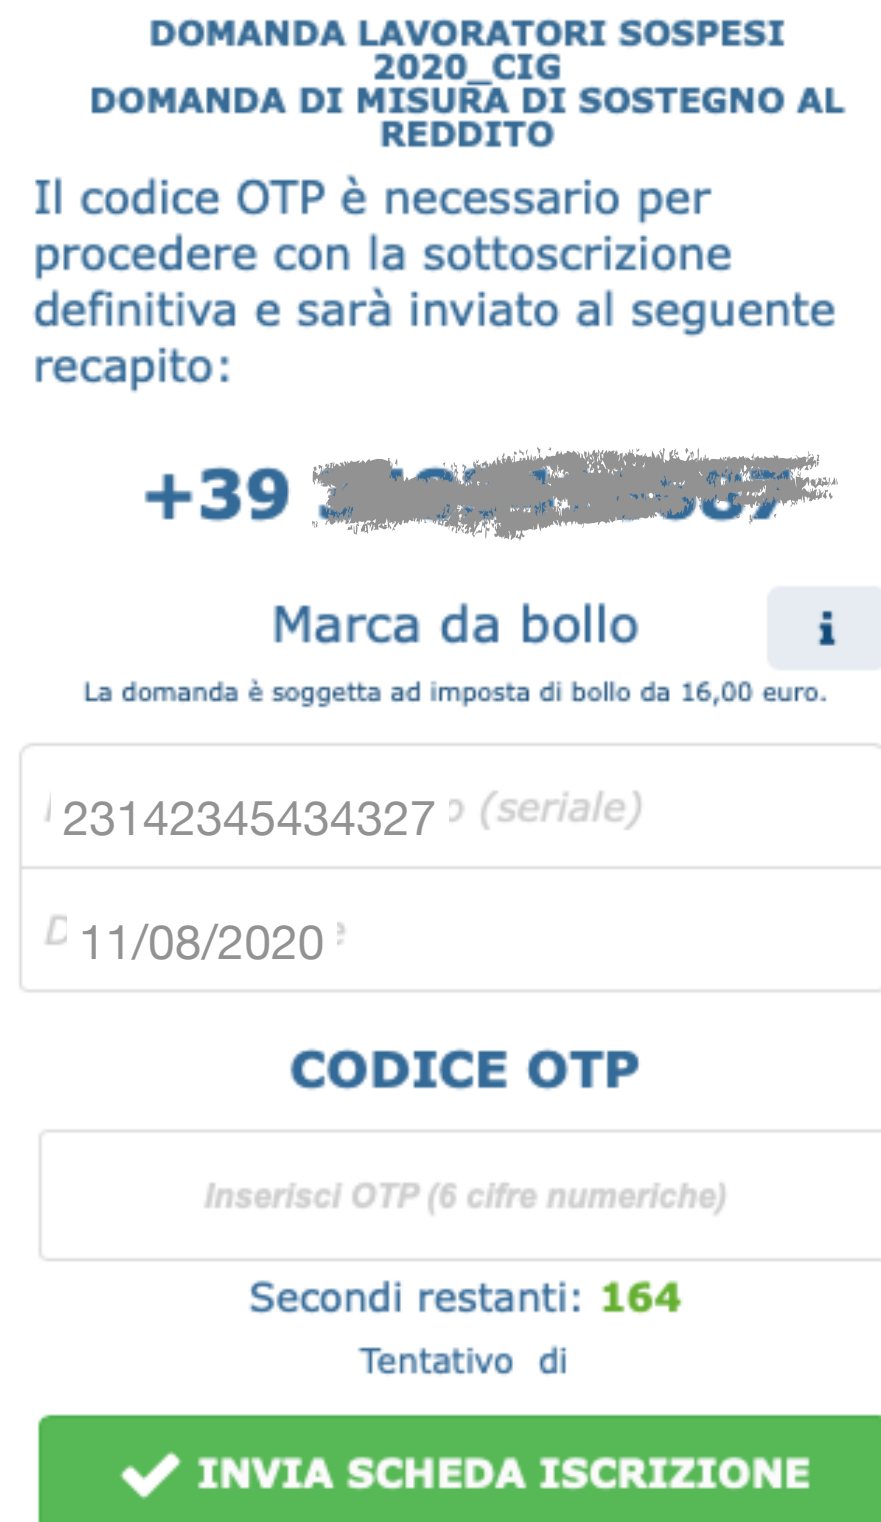 DOMANDA LAVORATORI SOSPESI
2020_CIG
DOMANDA DI MISURA DI SOSTEGNO AL
REDDITO
Il codice OTP è necessario per
procedere con la sottoscrizione
definitiva e sarà inviato al seguente
recapito:
+39
Marca da bollo
i
La domanda è soggetta ad imposta di bollo da 16,00 euro.
23142345434327 (seriale)
11/08/2020
CODICE OTP
Inserisci OTP (6 cifre numeriche)
Secondi restanti: 164
Tentativo di
INVIA SCHEDA ISCRIZIONE